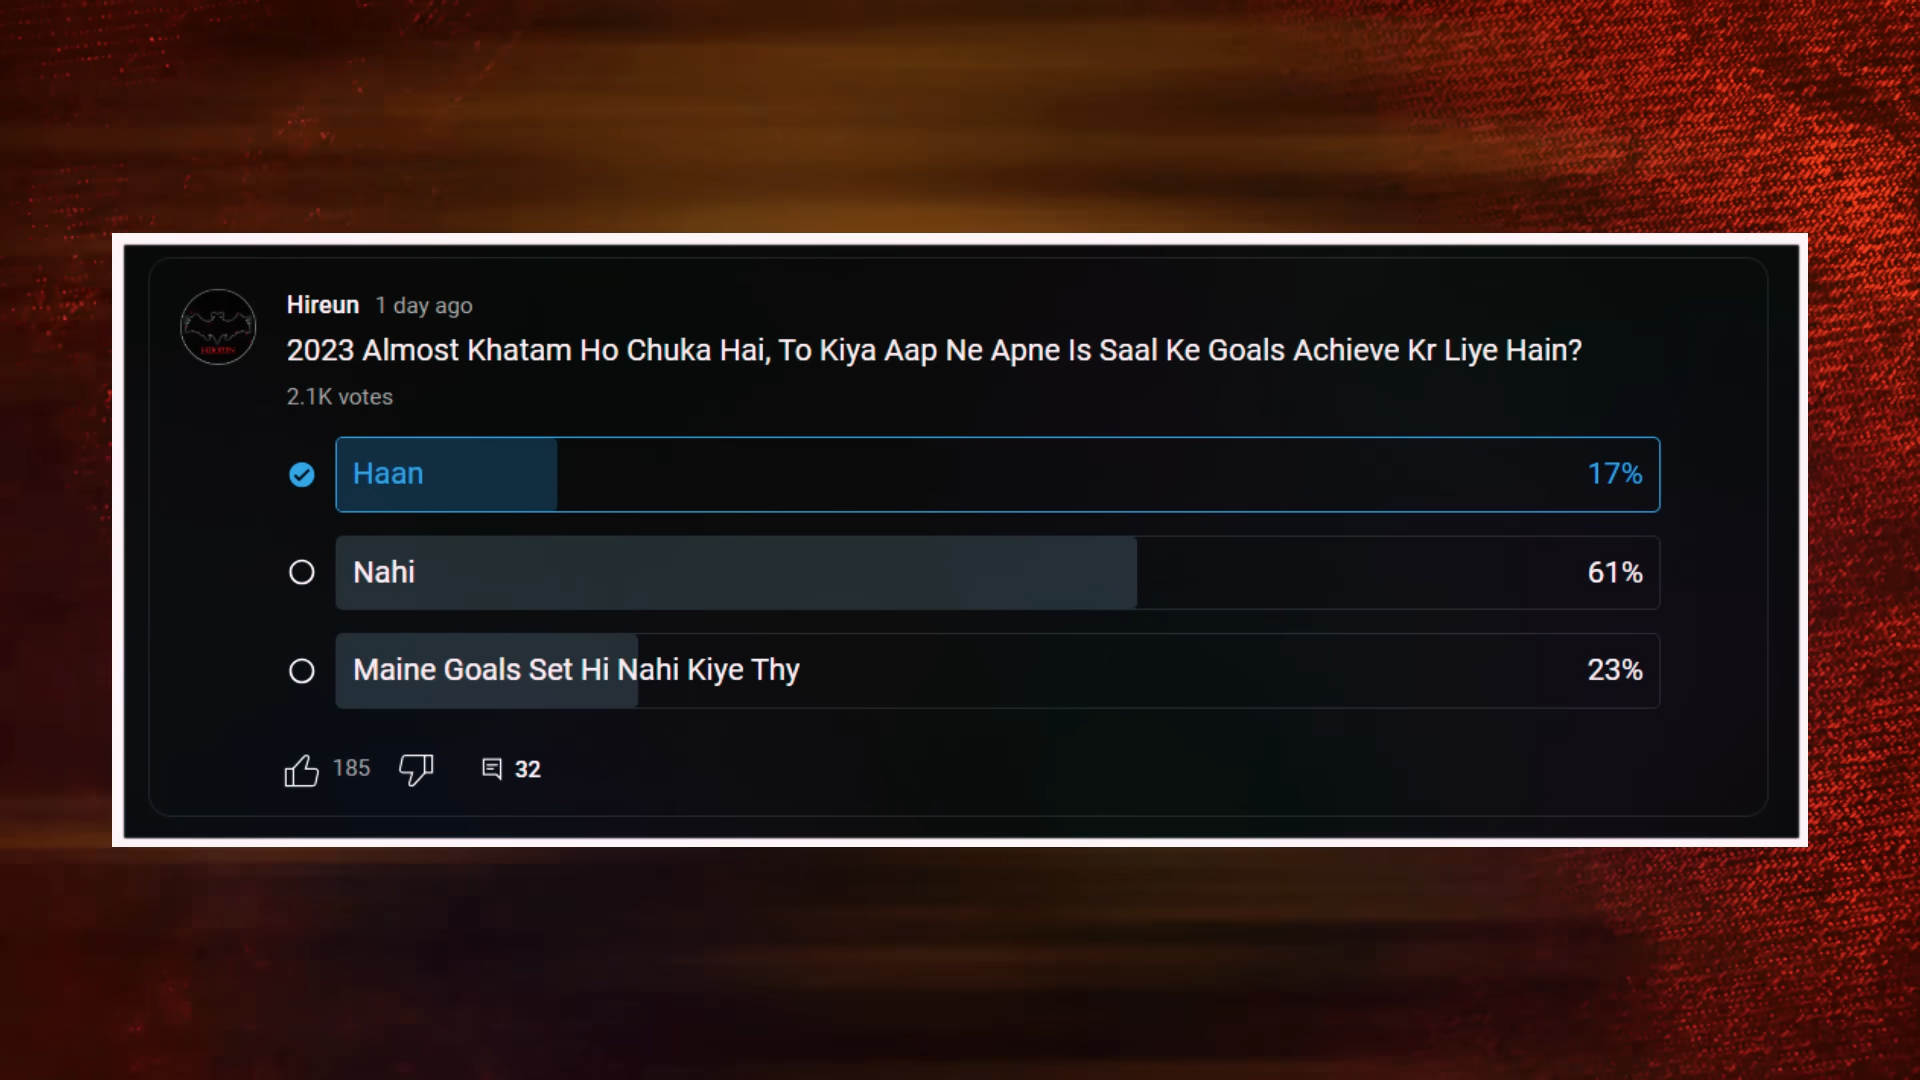 Hireun 1 day ago
2023 Almost Khatam Ho Chuka Hai, To Kiya Aap Ne Apne Is Saal Ke Goals Achieve Kr Liye Hain?
2.1K votes
Haan 17%
Nahi 61%
Maine Goals Set Hi Nahi Kiye Thy 23%
185 32
HIREUN